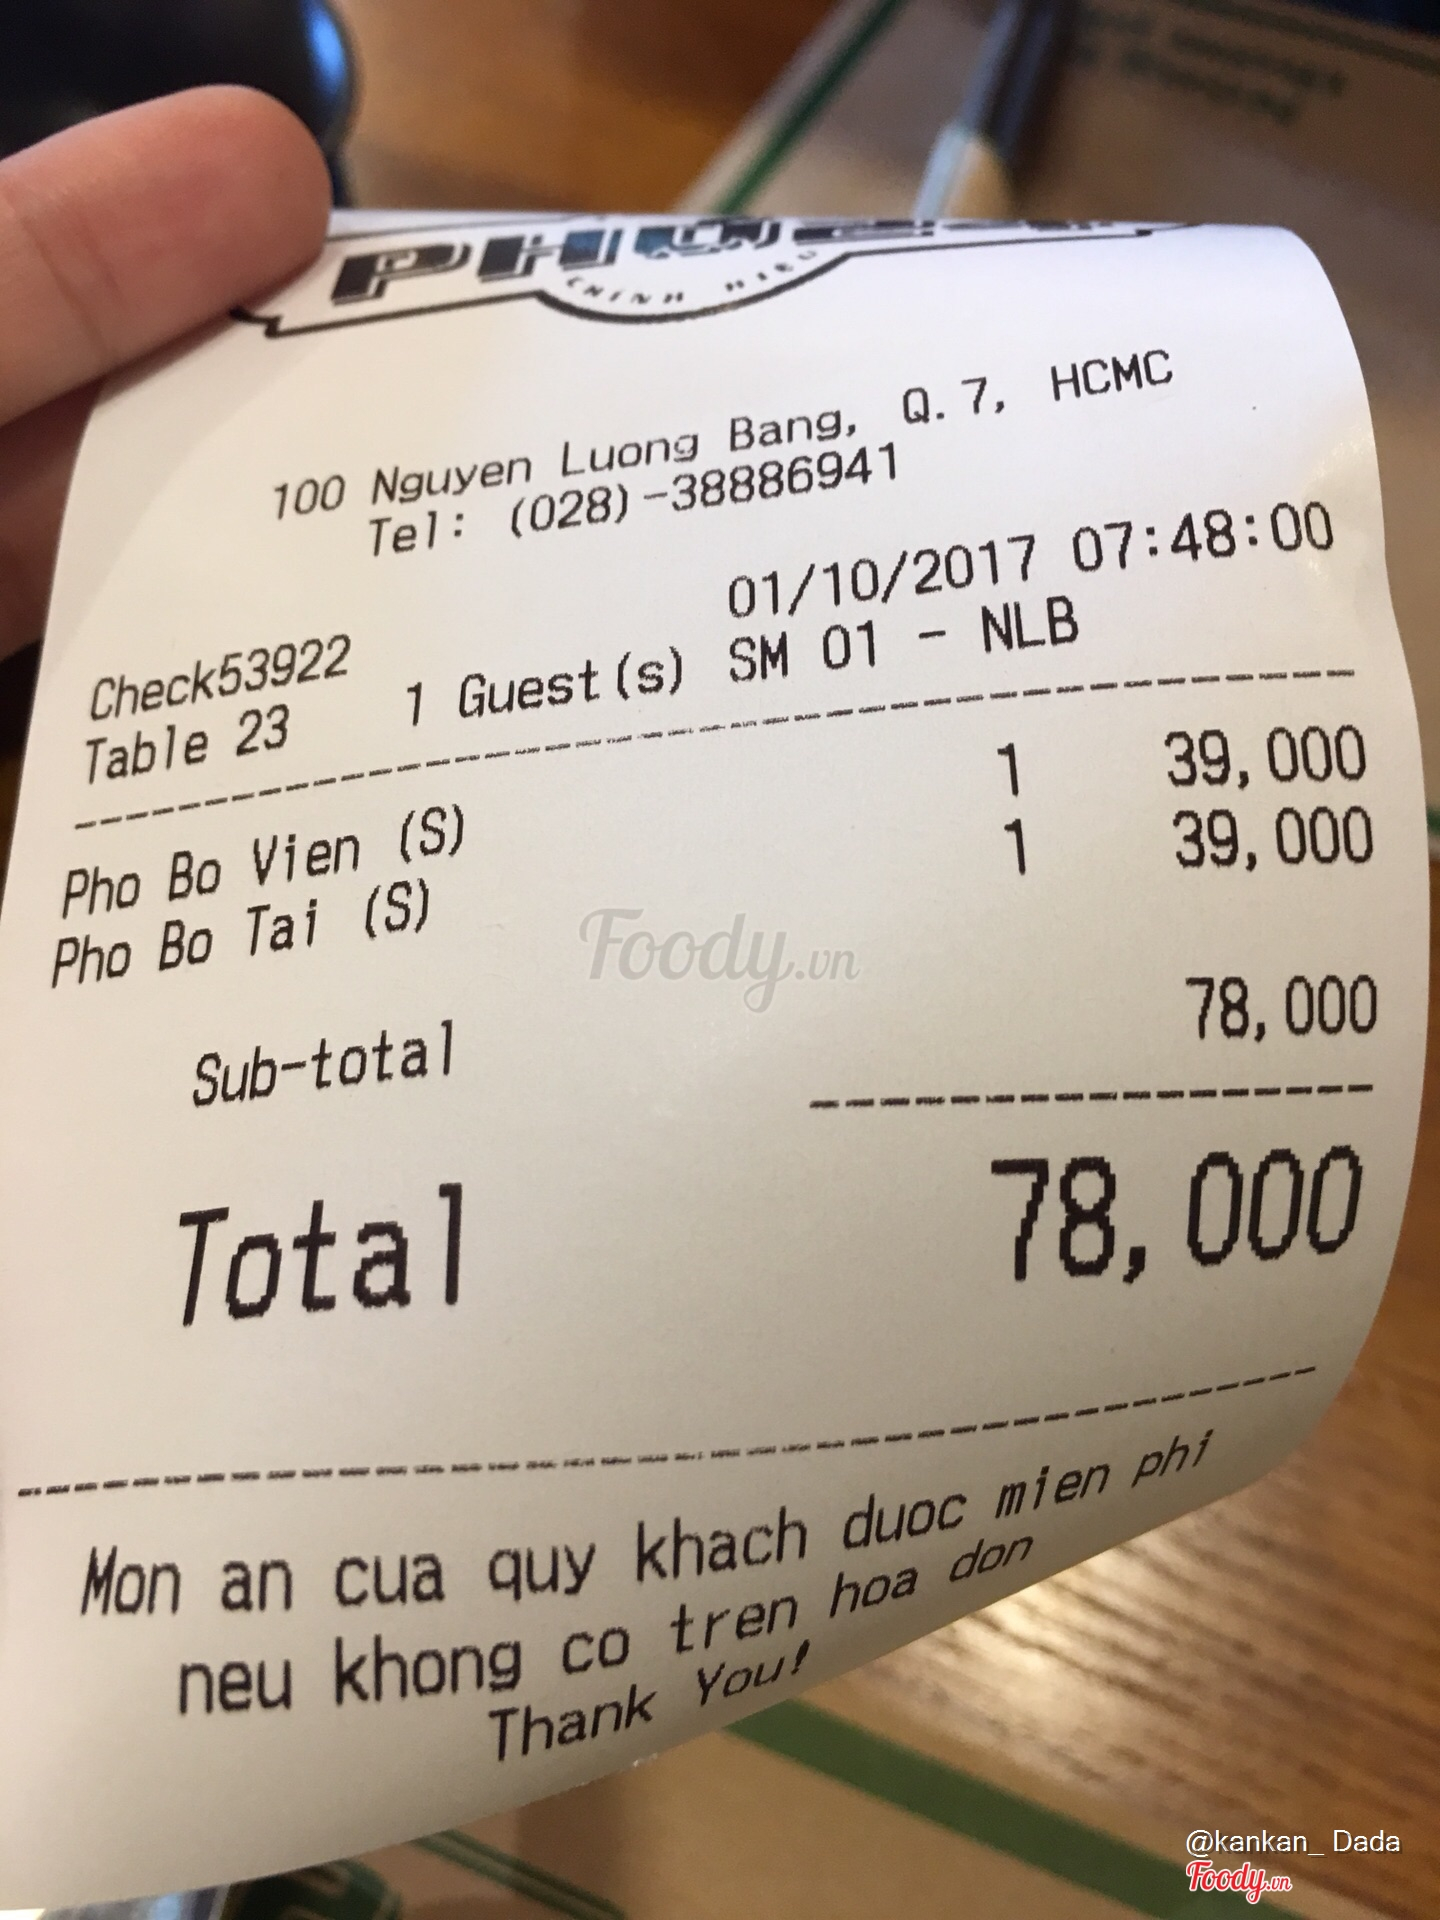 CHINH HIEU
100 Nguyen Luong Bang, Q.7, HCMC
Tel: (028)-38886941
01/10/2017 07:48:00
Check53922
Table 23 1 Guest(s) SM 01 - NLB
Pho Bo Vien (S) 1 39,000
Pho Bo Tai (S) 1 39,000
Foody.vn
Sub-total 78,000
Total 78,000
Mon an cua quy khach duoc mien phi
neu khong co tren hoa don
Thank You!
@kankan_ Dada
Foody.vn